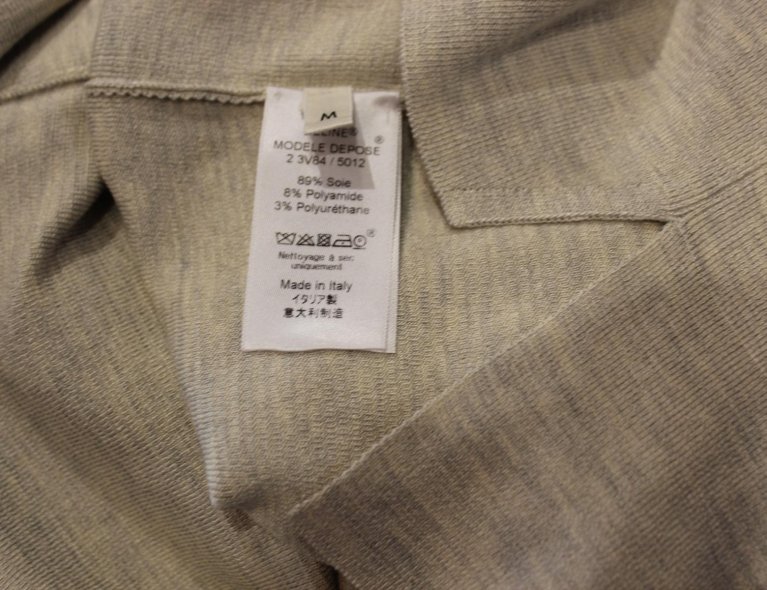 M
MODELE DEPOSE®
2 3V84 / 5012
89% Soie
8% Polyamide
3% Polyuréthane
Nettoyage à sec
uniquement
Made in Italy
イタリア製
意大利制造